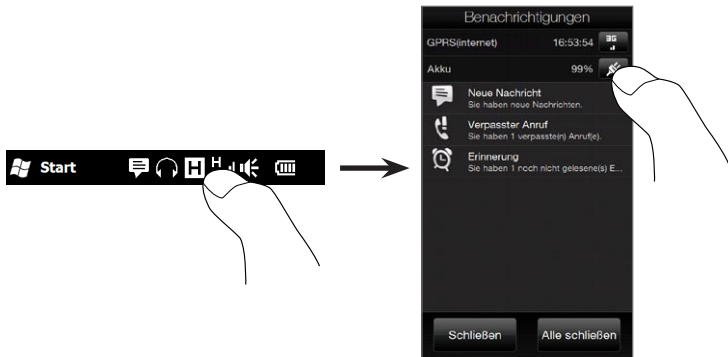 Start
H
H
Benachrichtigungen
GPRS(internet) 16:53:54 3G
Akku 99%
Neue Nachricht
Sie haben neue Nachrichten.
Verpasster Anruf
Sie haben 1 verpasste(n) Anruf(e).
Erinnerung
Sie haben 1 noch nicht gelesene(s) E...
Schließen Alle schließen